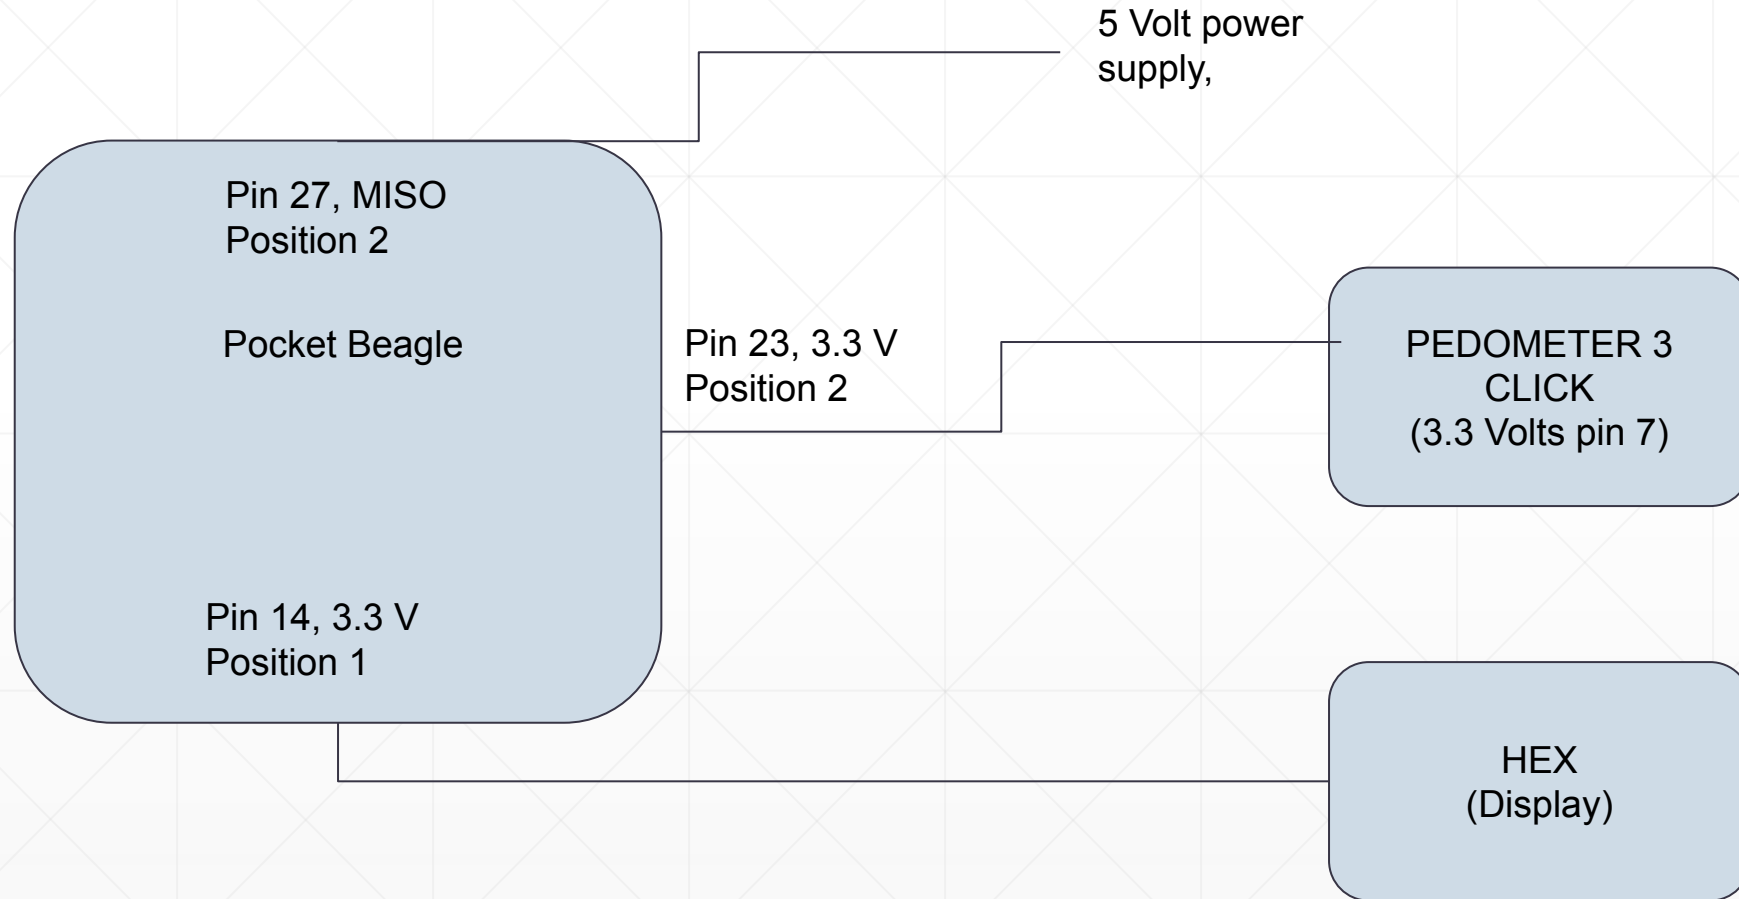 5 Volt power
supply,
Pin 27, MISO
Position 2
Pocket Beagle
Pin 23, 3.3 V
Position 2
PEDOMETER 3
CLICK
(3.3 Volts pin 7)
Pin 14, 3.3 V
Position 1
HEX
(Display)